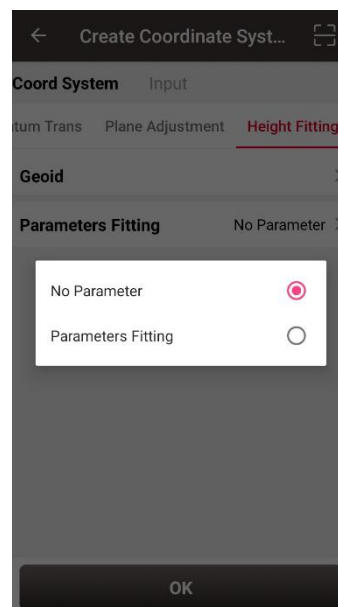 Create Coordinate Syst...
Coord System Input
tum Trans Plane Adjustment Height Fitting
Geoid
Parameters Fitting No Parameter
No Parameter
Parameters Fitting
OK